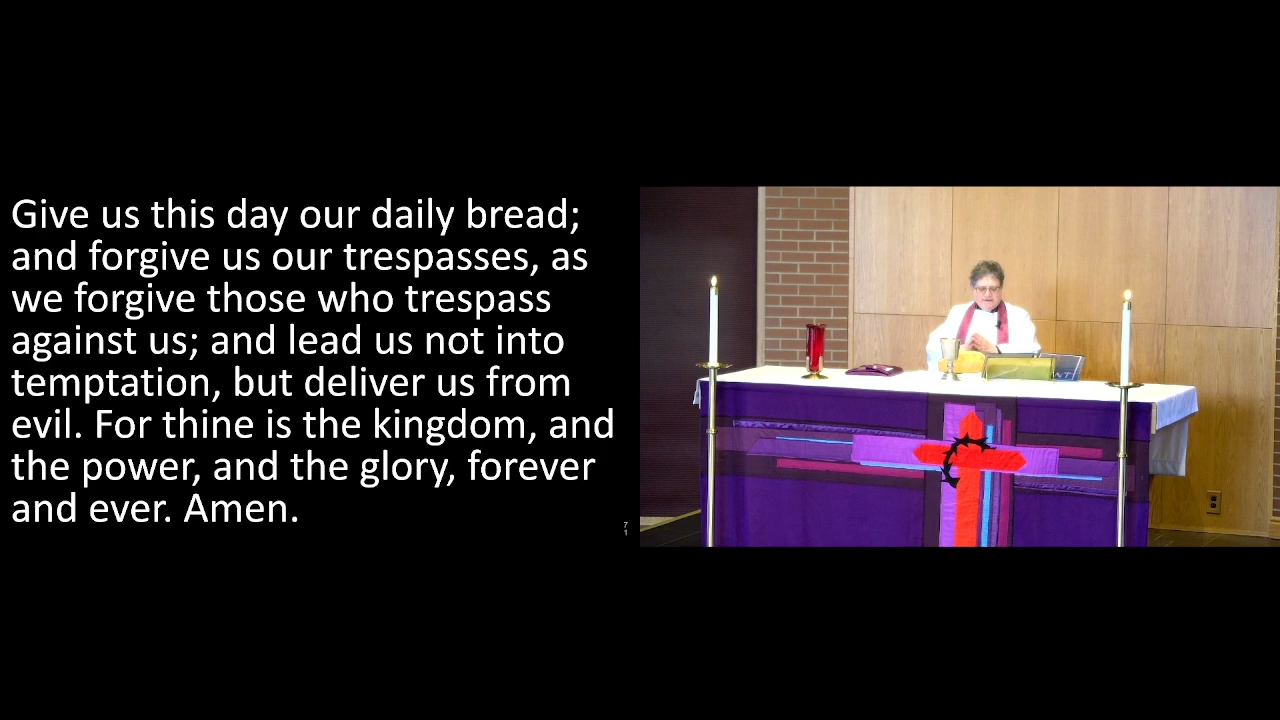 Give us this day our daily bread;
and forgive us our trespasses, as
we forgive those who trespass
against us; and lead us not into
temptation, but deliver us from
evil. For thine is the kingdom, and
the power, and the glory, forever
and ever. Amen.
7
1